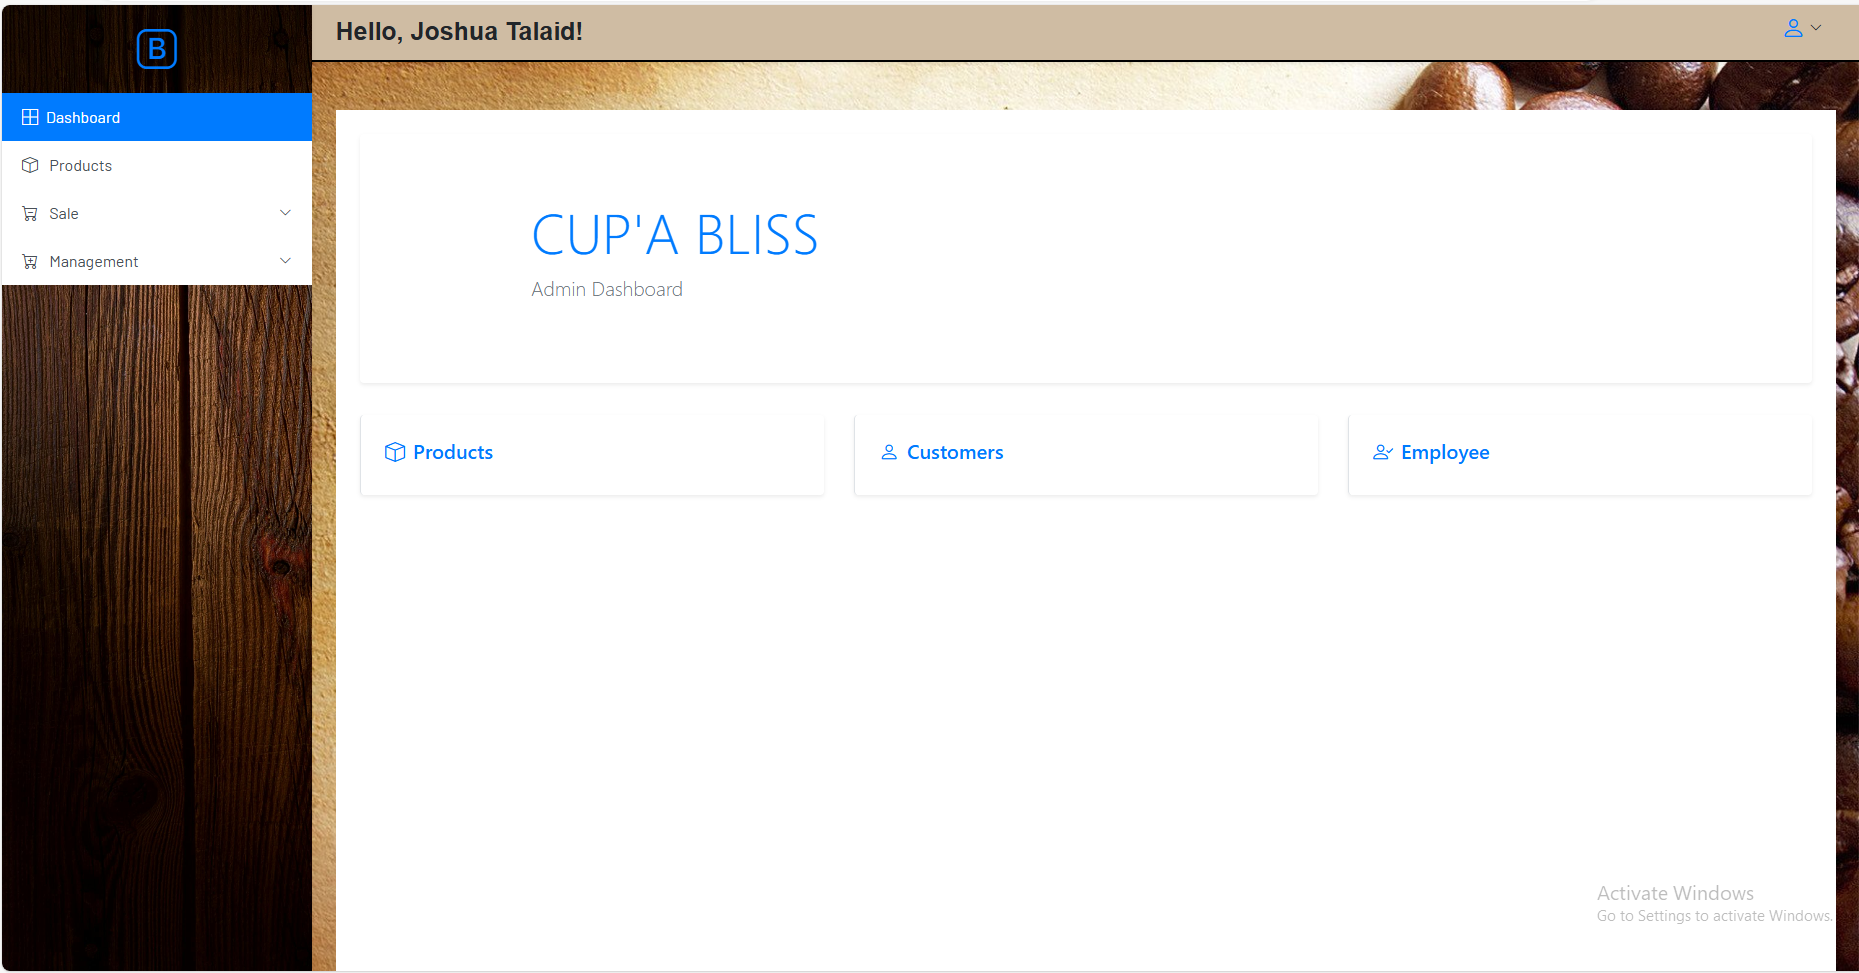 B
Hello, Joshua Talaid!
Dashboard
Products
Sale
Management
CUP'A BLISS
Admin Dashboard
Products
Customers
Employee
Activate Windows
Go to Settings to activate Windows.